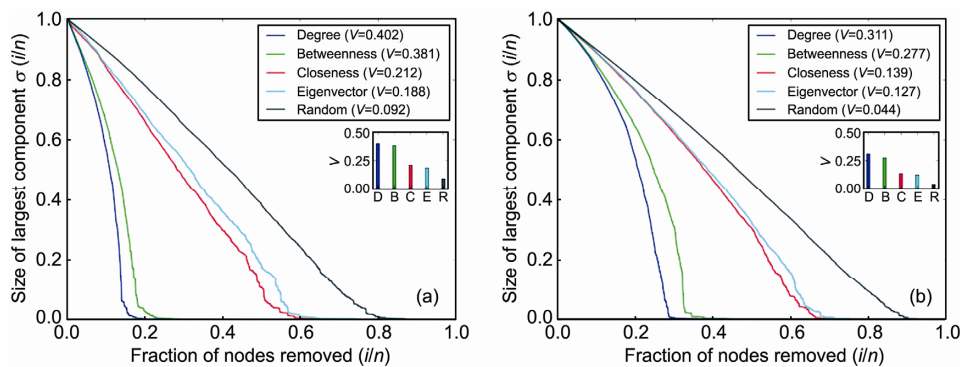 1.0
0.8
0.6
0.4
0.2
0.0
Size of largest component σ (i/n)
Degree (V=0.402)
Betweenness (V=0.381)
Closeness (V=0.212)
Eigenvector (V=0.188)
Random (V=0.092)
0.50
0.25
0.00
V
D B C E R
(a)
0.0 0.2 0.4 0.6 0.8 1.0
Fraction of nodes removed (i/n)
1.0
0.8
0.6
0.4
0.2
0.0
Size of largest component σ (i/n)
Degree (V=0.311)
Betweenness (V=0.277)
Closeness (V=0.139)
Eigenvector (V=0.127)
Random (V=0.044)
0.50
0.25
0.00
V
D B C E R
(b)
0.0 0.2 0.4 0.6 0.8 1.0
Fraction of nodes removed (i/n)